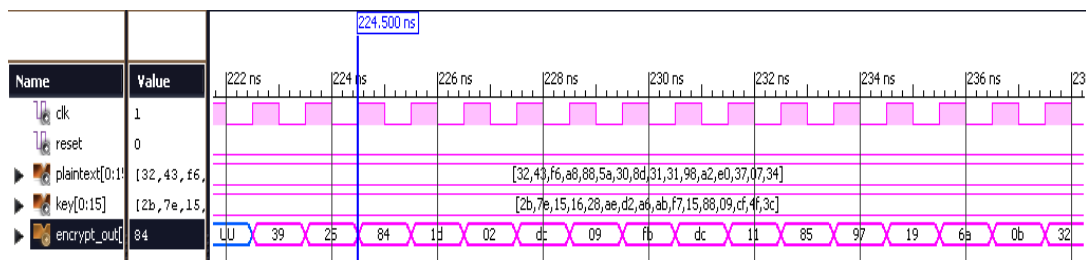 224.500 ns
Name Value 222 ns 224 ns 226 ns 228 ns 230 ns 232 ns 234 ns 236 ns 23
clk 1
reset 0
plaintext[0:15 [32,43,f6, [32,43,f6,a8,88,5a,30,8d,31,31,98,a2,e0,37,07,34]
key[0:15] [2b,7e,15, [2b,7e,15,16,28,ae,d2,a6,ab,f7,15,88,09,cf,4f,3c]
encrypt_out[ 84 UU 39 25 84 1d 02 dc 09 fb dc 11 85 97 19 6a 0b 32